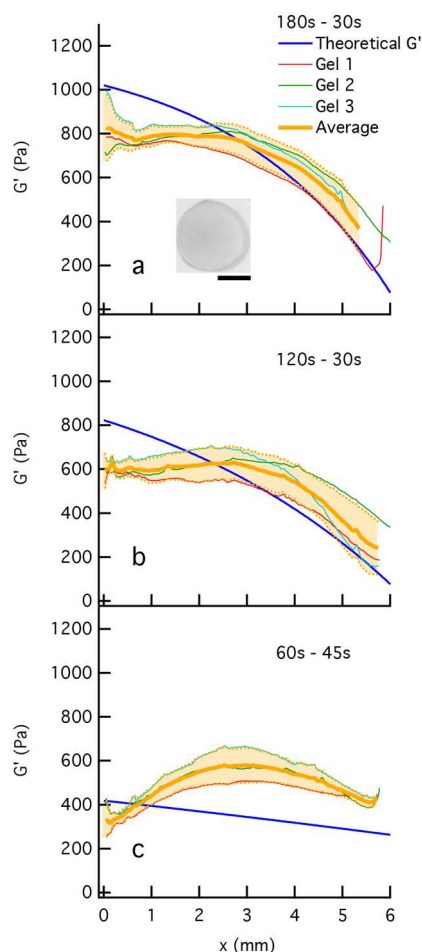 180s - 30s
Theoretical G'
Gel 1
Gel 2
Gel 3
Average
1200
1000
800
600
400
200
0
G' (Pa)
a
120s - 30s
1200
1000
800
600
400
200
0
G' (Pa)
b
60s - 45s
1200
1000
800
600
400
200
0
G' (Pa)
c
0 1 2 3 4 5 6
x (mm)